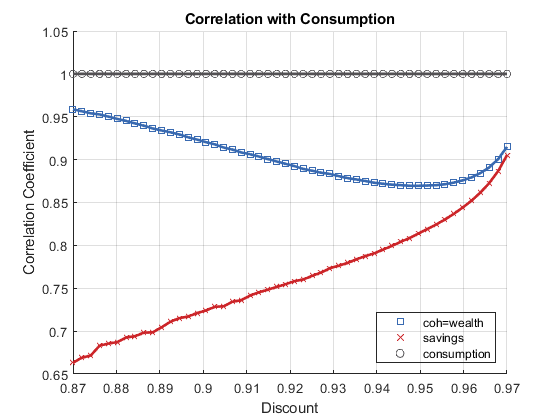 Correlation with Consumption
1.05
1
0.95
0.9
0.85
0.8
0.75
0.7
0.65
Correlation Coefficient
0.87 0.88 0.89 0.9 0.91 0.92 0.93 0.94 0.95 0.96 0.97
Discount
coh=wealth
savings
consumption